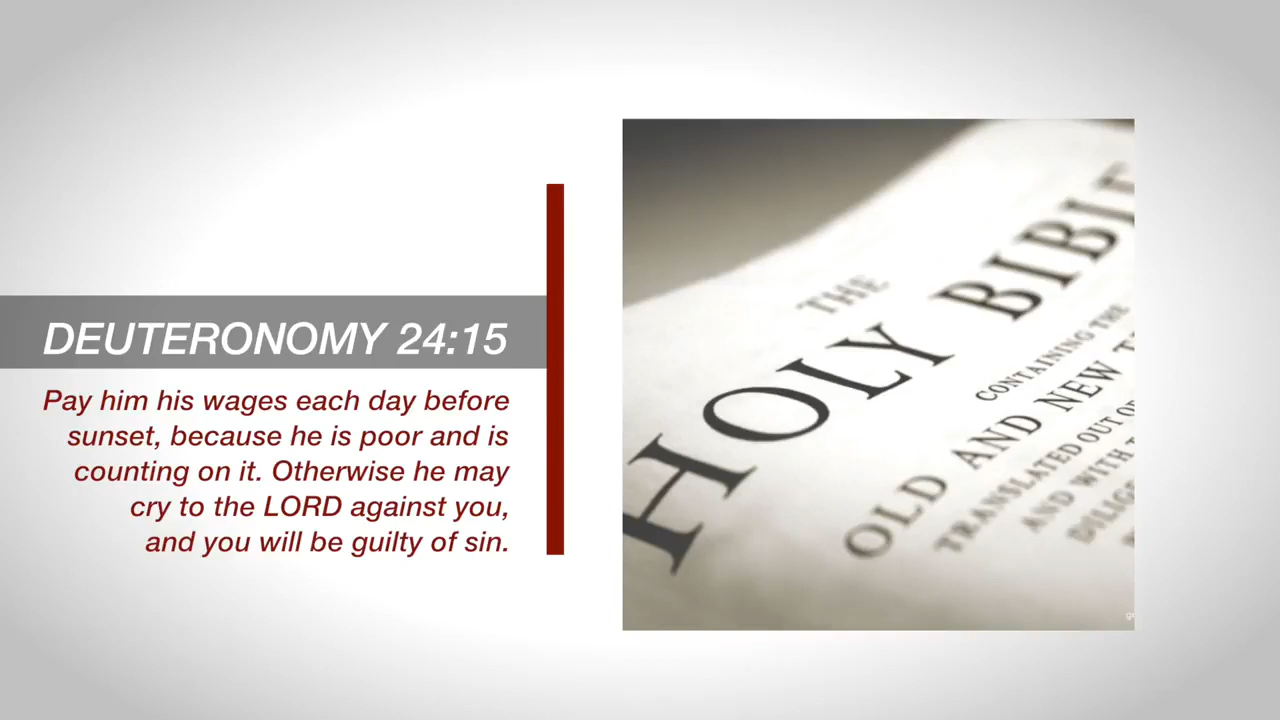 DEUTERONOMY 24:15
Pay him his wages each day before
sunset, because he is poor and is
counting on it. Otherwise he may
cry to the LORD against you,
and you will be guilty of sin.
THE
HOLY BIBLE
CONTAINING THE
OLD AND NEW
TRANSLATED OUT OF
AND WITH